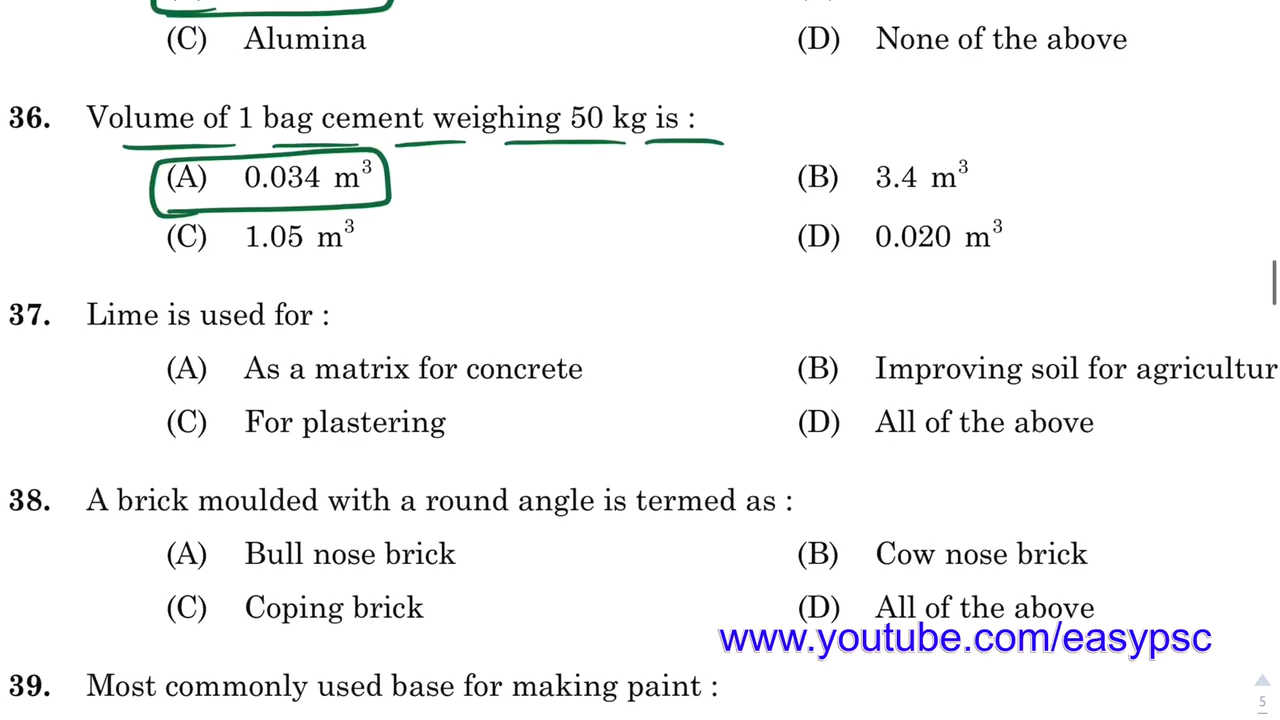 (C) Alumina (D) None of the above
36. Volume of 1 bag cement weighing 50 kg is :
(A) 0.034 m³ (B) 3.4 m³
(C) 1.05 m³ (D) 0.020 m³
37. Lime is used for :
(A) As a matrix for concrete (B) Improving soil for agricultur
(C) For plastering (D) All of the above
38. A brick moulded with a round angle is termed as :
(A) Bull nose brick (B) Cow nose brick
(C) Coping brick (D) All of the above
www.youtube.com/easypsc
39. Most commonly used base for making paint :
5